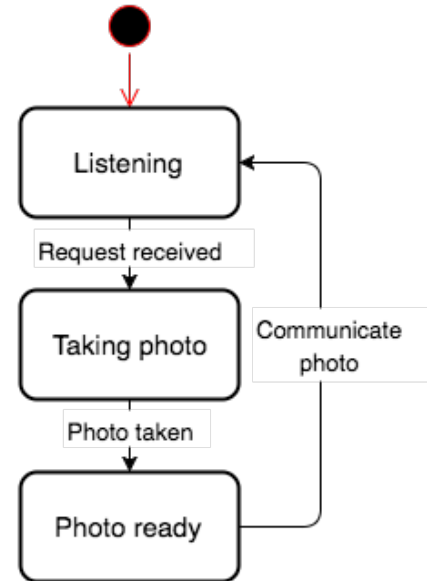 Listening
Request received
Taking photo
Communicate
photo
Photo taken
Photo ready